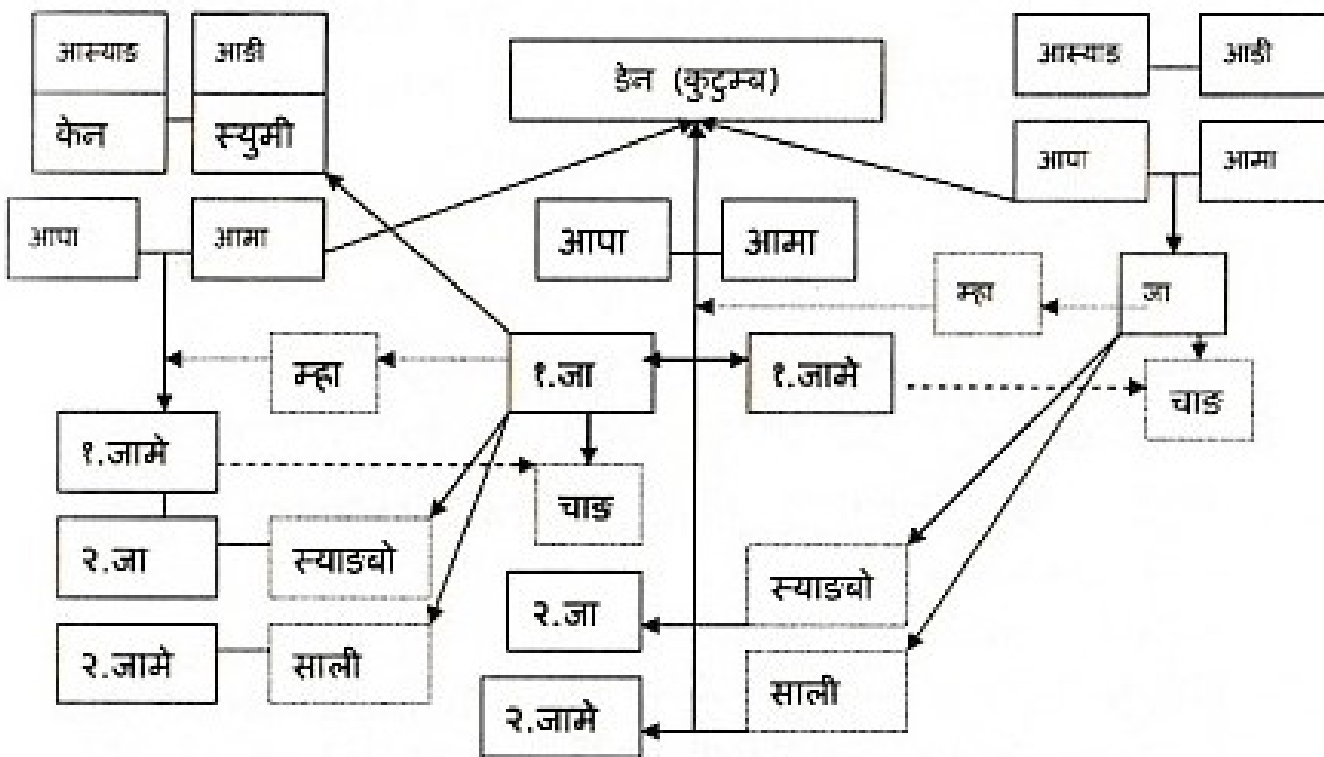 आस्याङ आङी
डेन (कुटुम्ब)
आस्याङ आङी
केन स्युमी
आपा आमा
आपा आमा
आपा आमा
म्हा जा
म्हा १.जा १.जामे
चाङ
१.जामे
चाङ
२.जा स्याङबो
स्याङबो
२.जा
२.जामे साली
साली
२.जामे